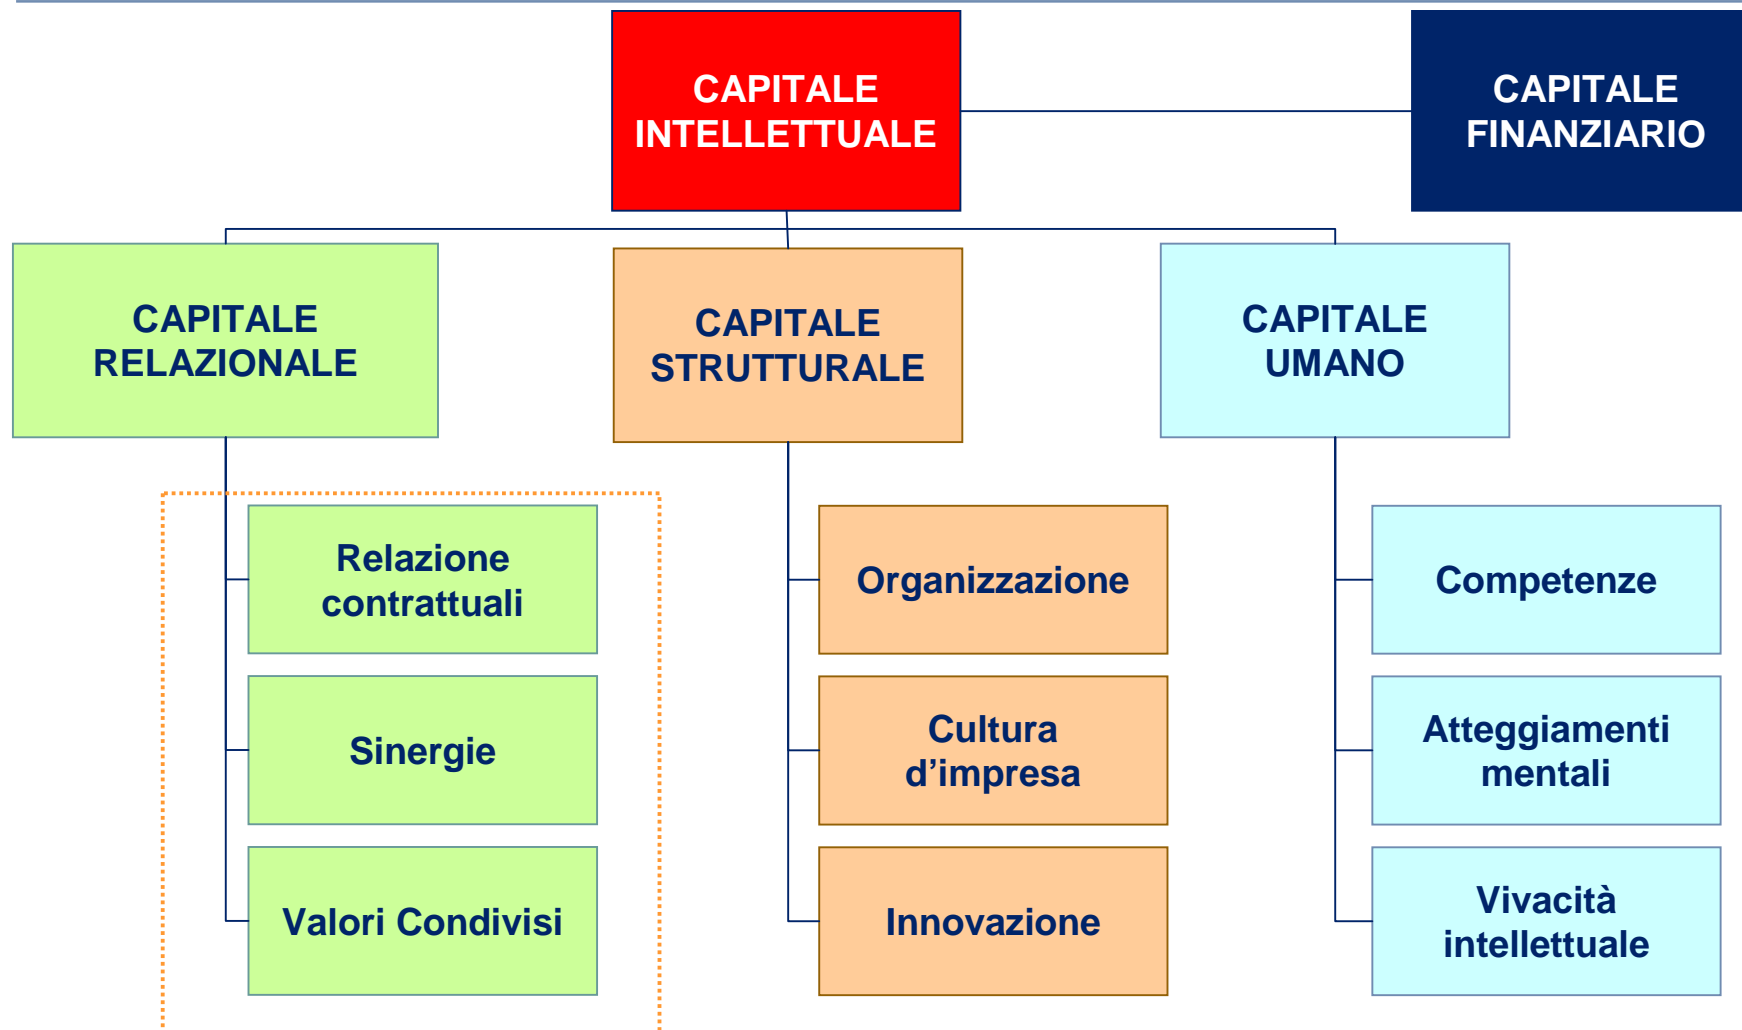 CAPITALE
INTELLETTUALE
CAPITALE
FINANZIARIO
CAPITALE
RELAZIONALE
CAPITALE
STRUTTURALE
CAPITALE
UMANO
Relazione
contrattuali
Sinergie
Valori Condivisi
Organizzazione
Cultura
d’impresa
Innovazione
Competenze
Atteggiamenti
mentali
Vivacità
intellettuale